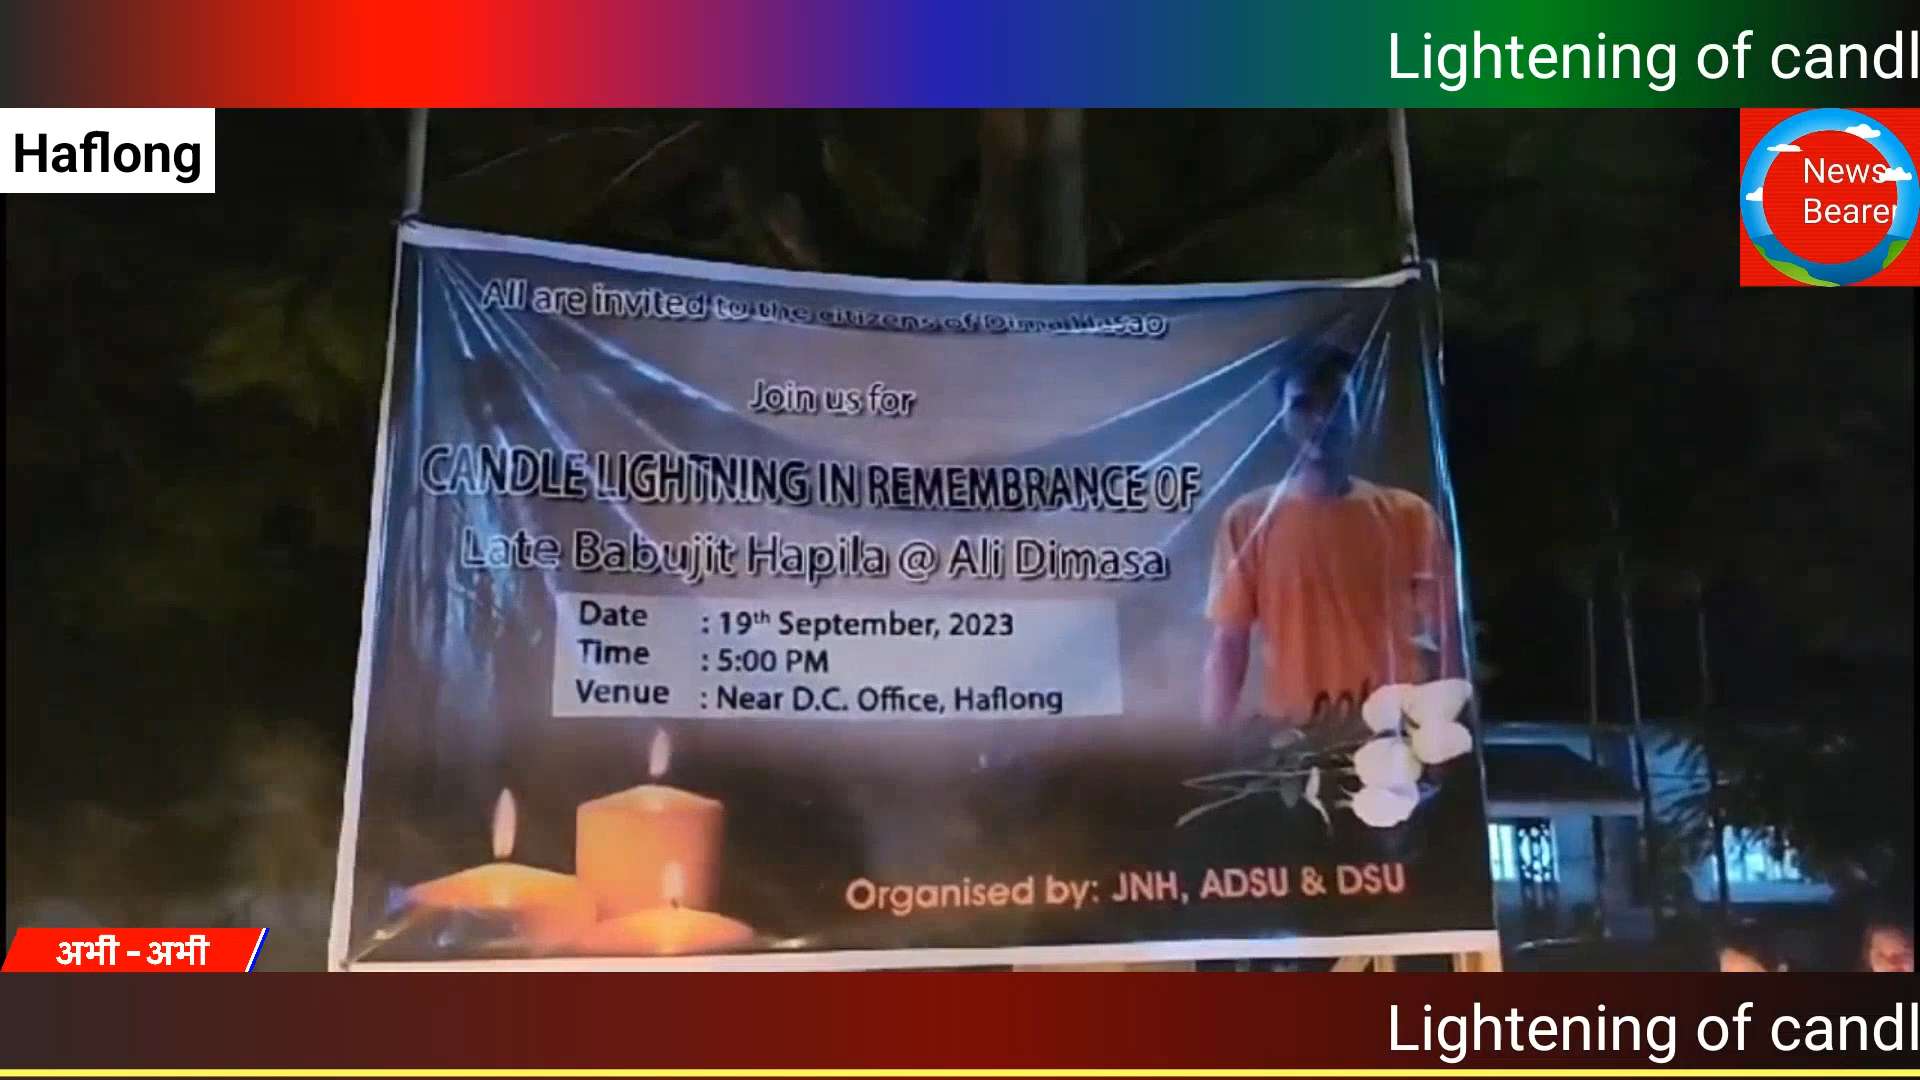 Lightening of candl
Haflong
News
Bearer
All are invited to the citizens of Dima Hasao
Join us for
CANDLE LIGHTNING IN REMEMBRANCE OF
Late Babujit Hapila @ Ali Dimasa
Date : 19th September, 2023
Time : 5:00 PM
Venue : Near D.C. Office, Haflong
Organised by: JNH, ADSU & DSU
अभी - अभी
Lightening of candl